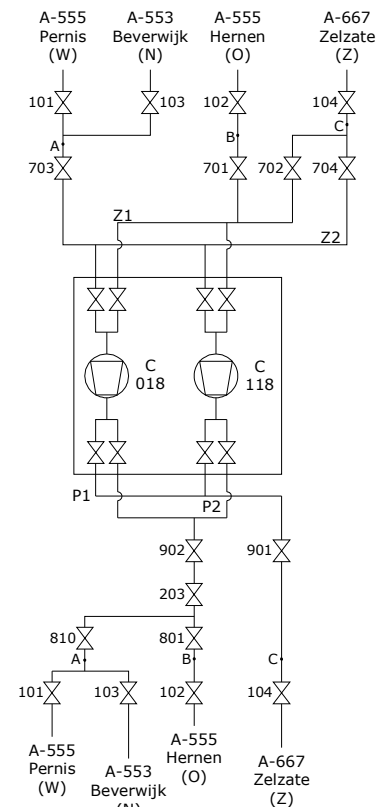 A-555 A-553 A-555 A-667
Pernis Beverwijk Hernen Zelzate
(W) (N) (O) (Z)
101 103 102 104
A B C
703 701 702 704
Z1 Z2
C C
018 118
P1 P2
902 901
203
810 801
A B C
101 103 102 104
A-555 A-553 A-555 A-667
Pernis Beverwijk Hernen Zelzate
(W) (N) (O) (Z)